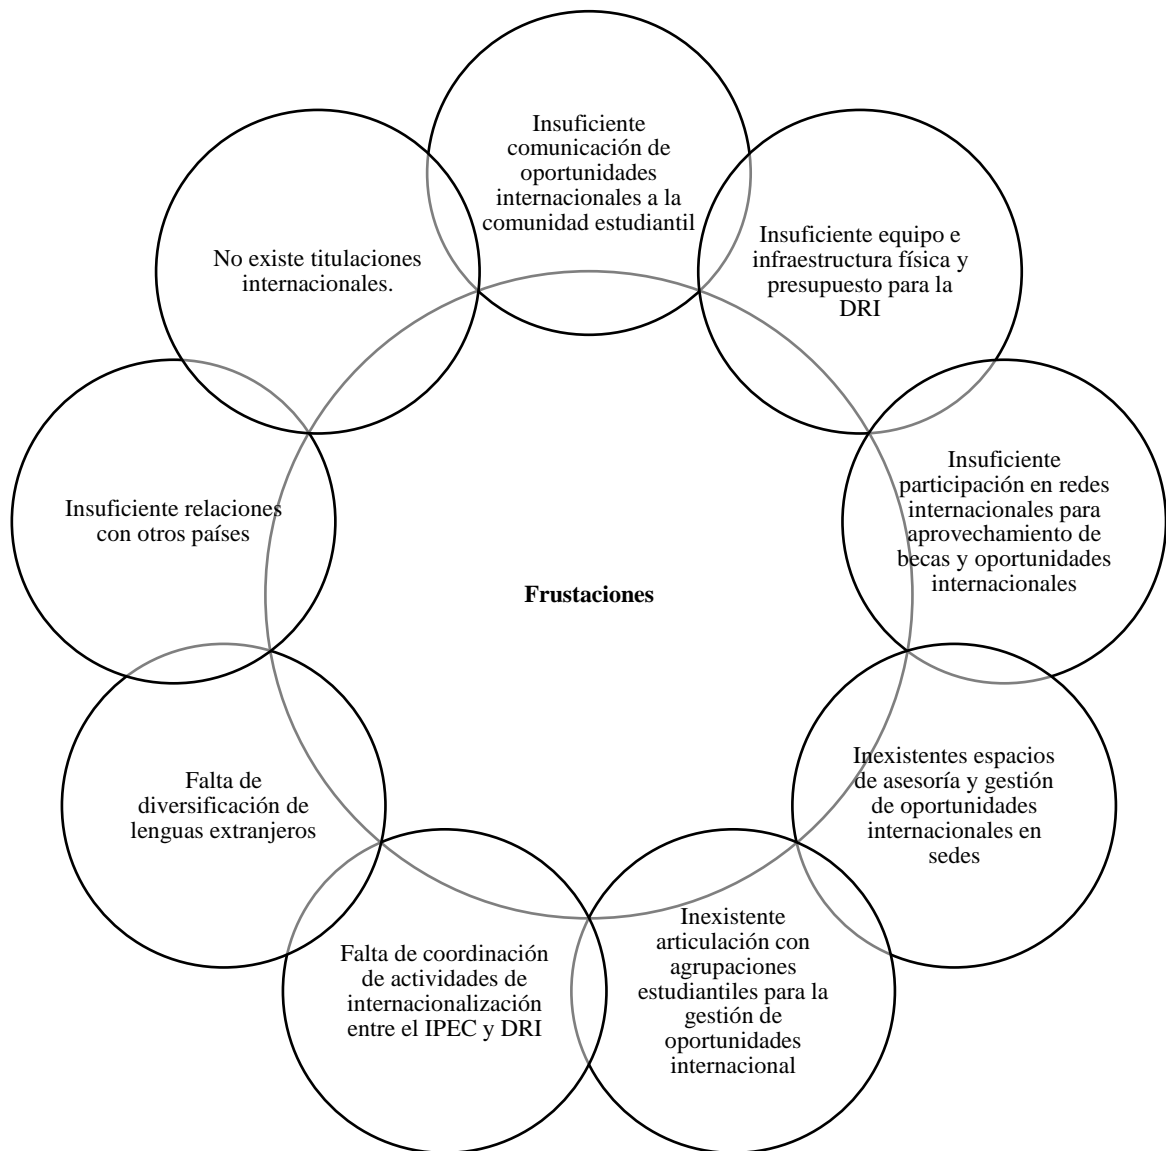 Insuficiente
comunicación de
oportunidades
internacionales a la
comunidad estudiantil
Insuficiente equipo e
infraestructura física y
presupuesto para la
DRI
Insuficiente
participación en redes
internacionales para
aprovechamiento de
becas y oportunidades
internacionales
Inexistentes espacios
de asesoría y gestión
de oportunidades
internacionales en
sedes
Inexistente
articulación con
agrupaciones
estudiantiles para la
gestión de
oportunidades
internacional
Falta de coordinación
de actividades de
internacionalización
entre el IPEC y DRI
Falta de
diversificación de
lenguas extranjeros
Insuficiente relaciones
con otros países
No existe titulaciones
internacionales.
Frustaciones